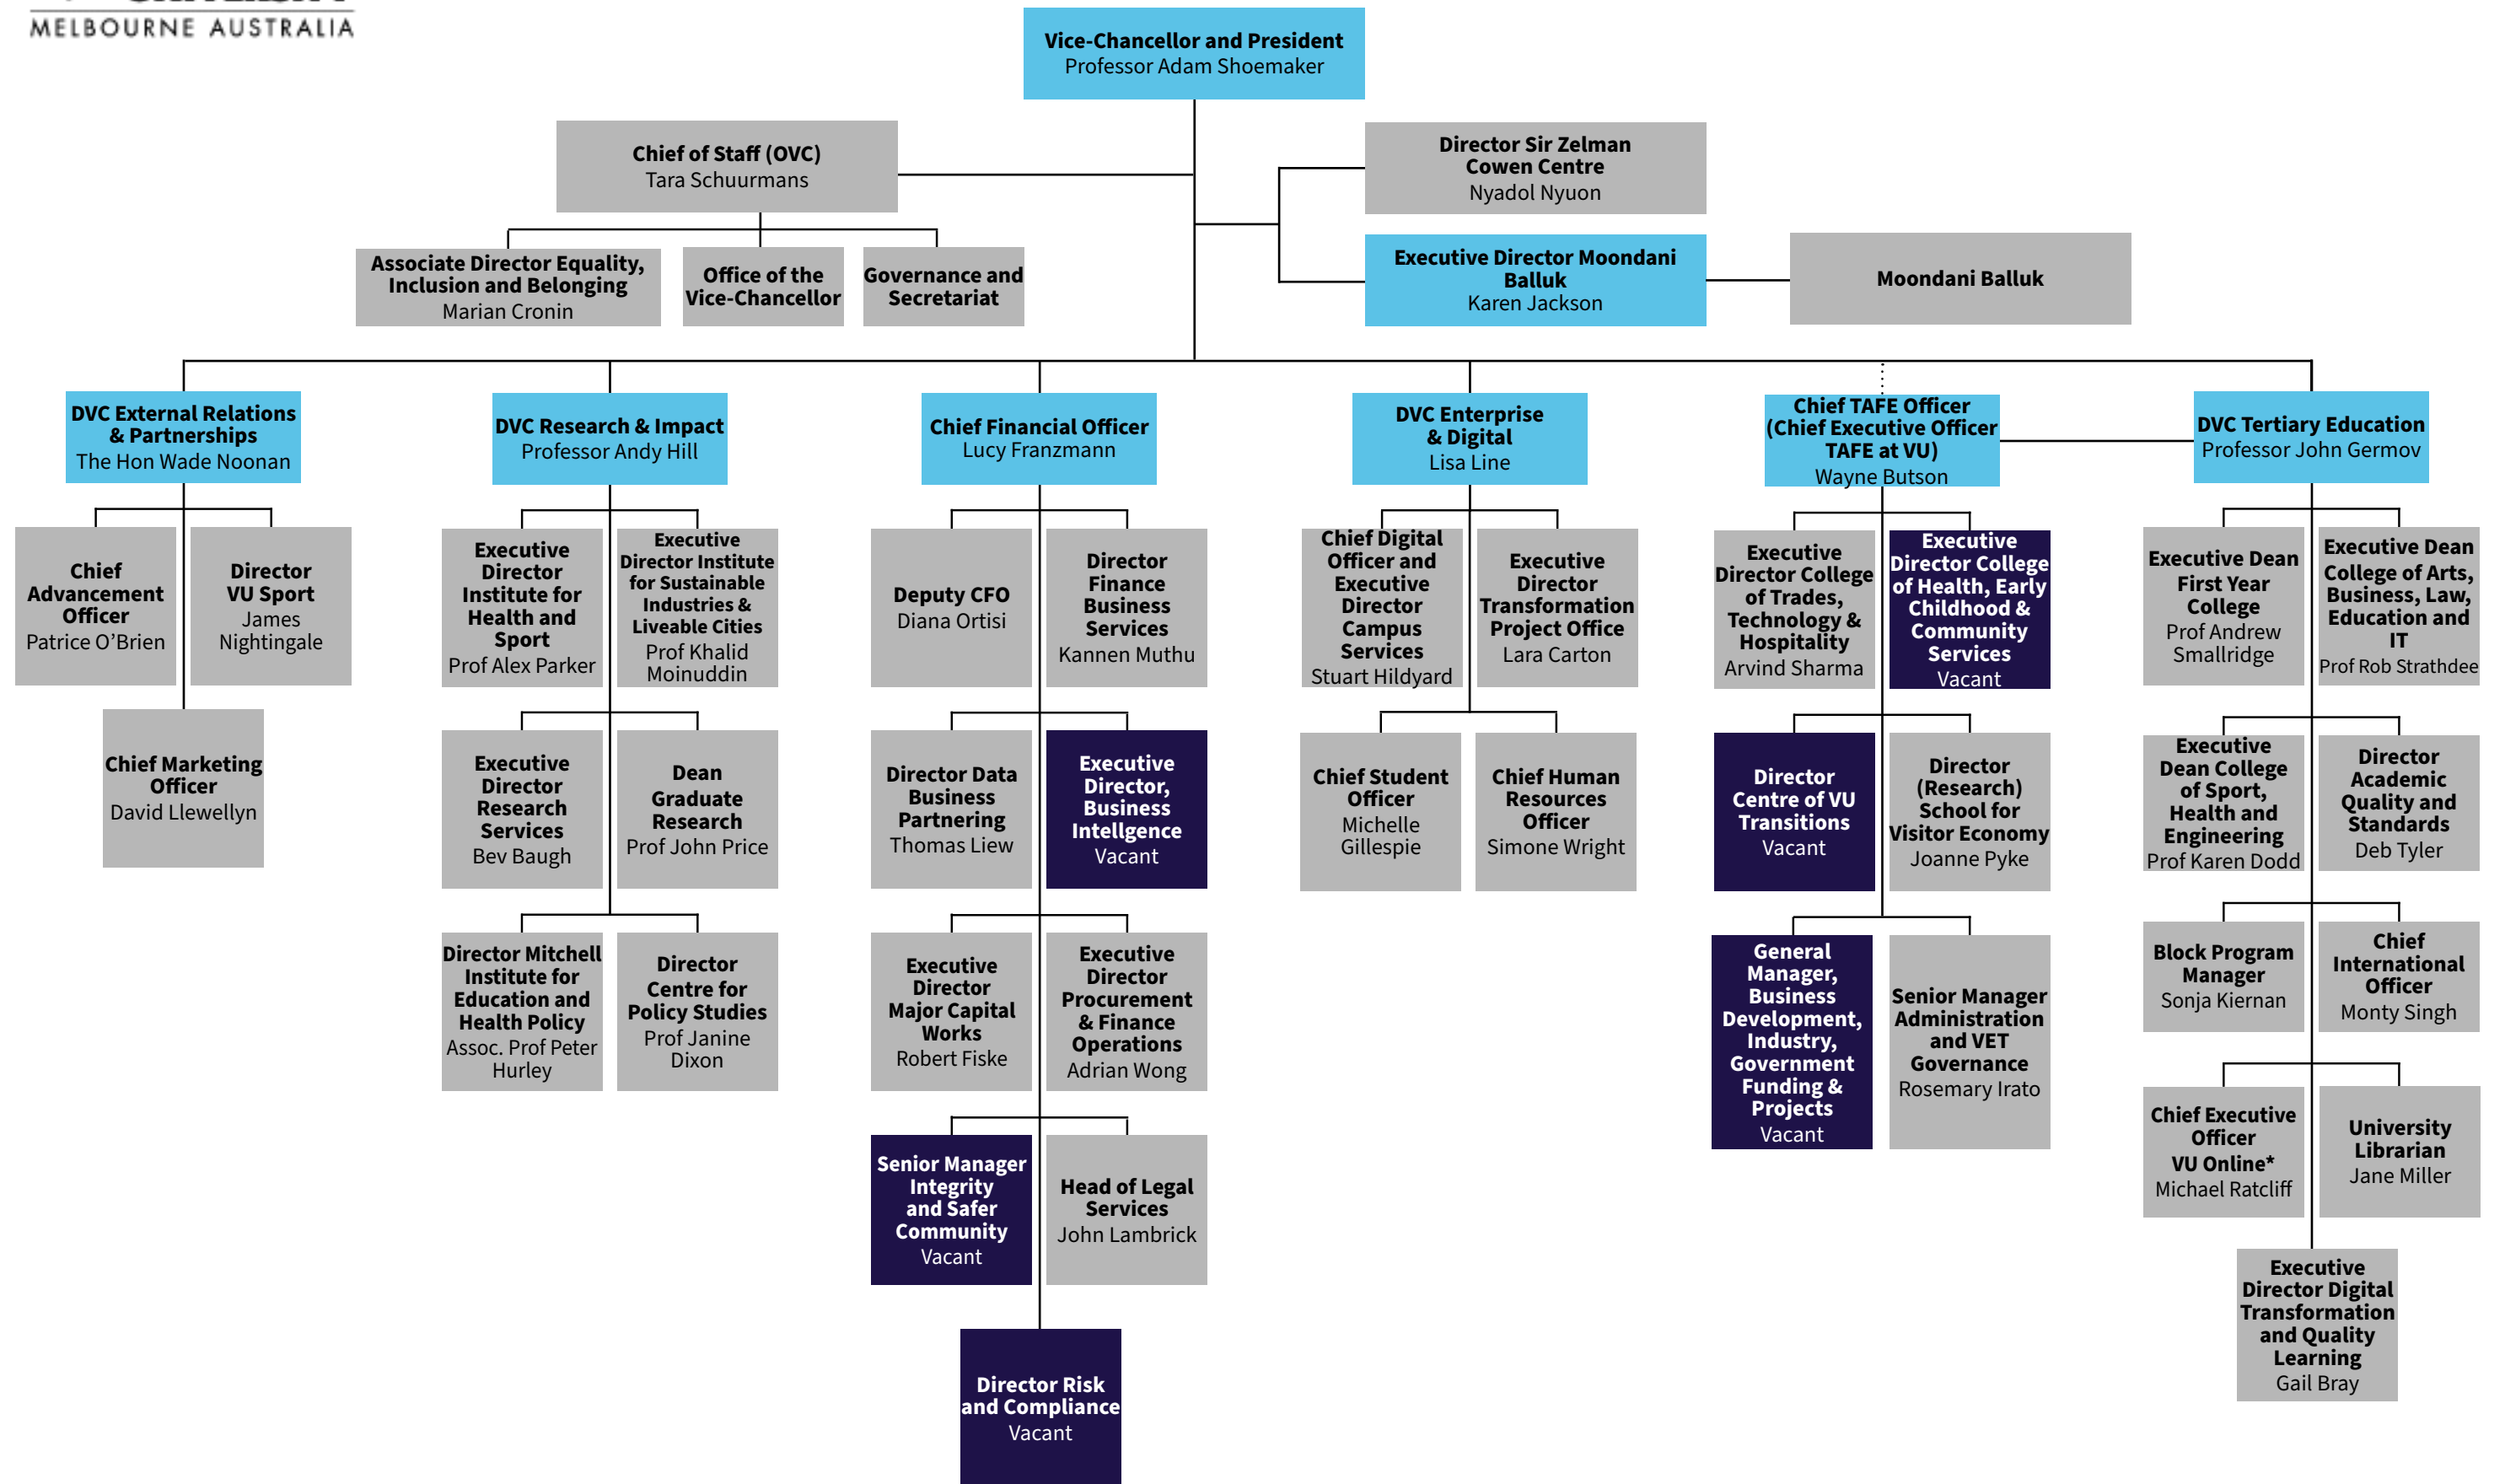 MELBOURNE AUSTRALIA
Vice-Chancellor and President
Professor Adam Shoemaker
Chief of Staff (OVC)
Tara Schuurmans
Director Sir Zelman
Cowen Centre
Nyadol Nyuon
Associate Director Equality,
Inclusion and Belonging
Marian Cronin
Office of the
Vice-Chancellor
Governance and
Secretariat
Executive Director Moondani
Balluk
Karen Jackson
Moondani Balluk
DVC External Relations
& Partnerships
The Hon Wade Noonan
DVC Research & Impact
Professor Andy Hill
Chief Financial Officer
Lucy Franzmann
DVC Enterprise
& Digital
Lisa Line
Chief TAFE Officer
(Chief Executive Officer
TAFE at VU)
Wayne Butson
DVC Tertiary Education
Professor John Germov
Chief
Advancement
Officer
Patrice O’Brien
Director
VU Sport
James
Nightingale
Chief Marketing
Officer
David Llewellyn
Executive
Director
Institute for
Health and
Sport
Prof Alex Parker
Executive
Director Institute
for Sustainable
Industries &
Liveable Cities
Prof Khalid
Moinuddin
Executive
Director
Research
Services
Bev Baugh
Dean
Graduate
Research
Prof John Price
Director Mitchell
Institute for
Education and
Health Policy
Assoc. Prof Peter
Hurley
Director
Centre for
Policy Studies
Prof Janine
Dixon
Deputy CFO
Diana Ortisi
Director
Finance
Business
Services
Kannen Muthu
Director Data
Business
Partnering
Thomas Liew
Executive
Director,
Business
Intellgence
Vacant
Executive
Director
Major Capital
Works
Robert Fiske
Executive
Director
Procurement
& Finance
Operations
Adrian Wong
Senior Manager
Integrity
and Safer
Community
Vacant
Head of Legal
Services
John Lambrick
Director Risk
and Compliance
Vacant
Chief Digital
Officer and
Executive
Director
Campus
Services
Stuart Hildyard
Executive
Director
Transformation
Project Office
Lara Carton
Chief Student
Officer
Michelle
Gillespie
Chief Human
Resources
Officer
Simone Wright
Executive
Director College
of Trades,
Technology &
Hospitality
Arvind Sharma
Executive
Director College
of Health, Early
Childhood &
Community
Services
Vacant
Director
Centre of VU
Transitions
Vacant
Director
(Research)
School for
Visitor Economy
Joanne Pyke
General
Manager,
Business
Development,
Industry,
Government
Funding &
Projects
Vacant
Senior Manager
Administration
and VET
Governance
Rosemary Irato
Executive Dean
First Year
College
Prof Andrew
Smallridge
Executive Dean
College of Arts,
Business, Law,
Education and
IT
Prof Rob Strathdee
Executive
Dean College
of Sport,
Health and
Engineering
Prof Karen Dodd
Director
Academic
Quality and
Standards
Deb Tyler
Block Program
Manager
Sonja Kiernan
Chief
International
Officer
Monty Singh
Chief Executive
Officer
VU Online*
Michael Ratcliff
University
Librarian
Jane Miller
Executive
Director Digital
Transformation
and Quality
Learning
Gail Bray